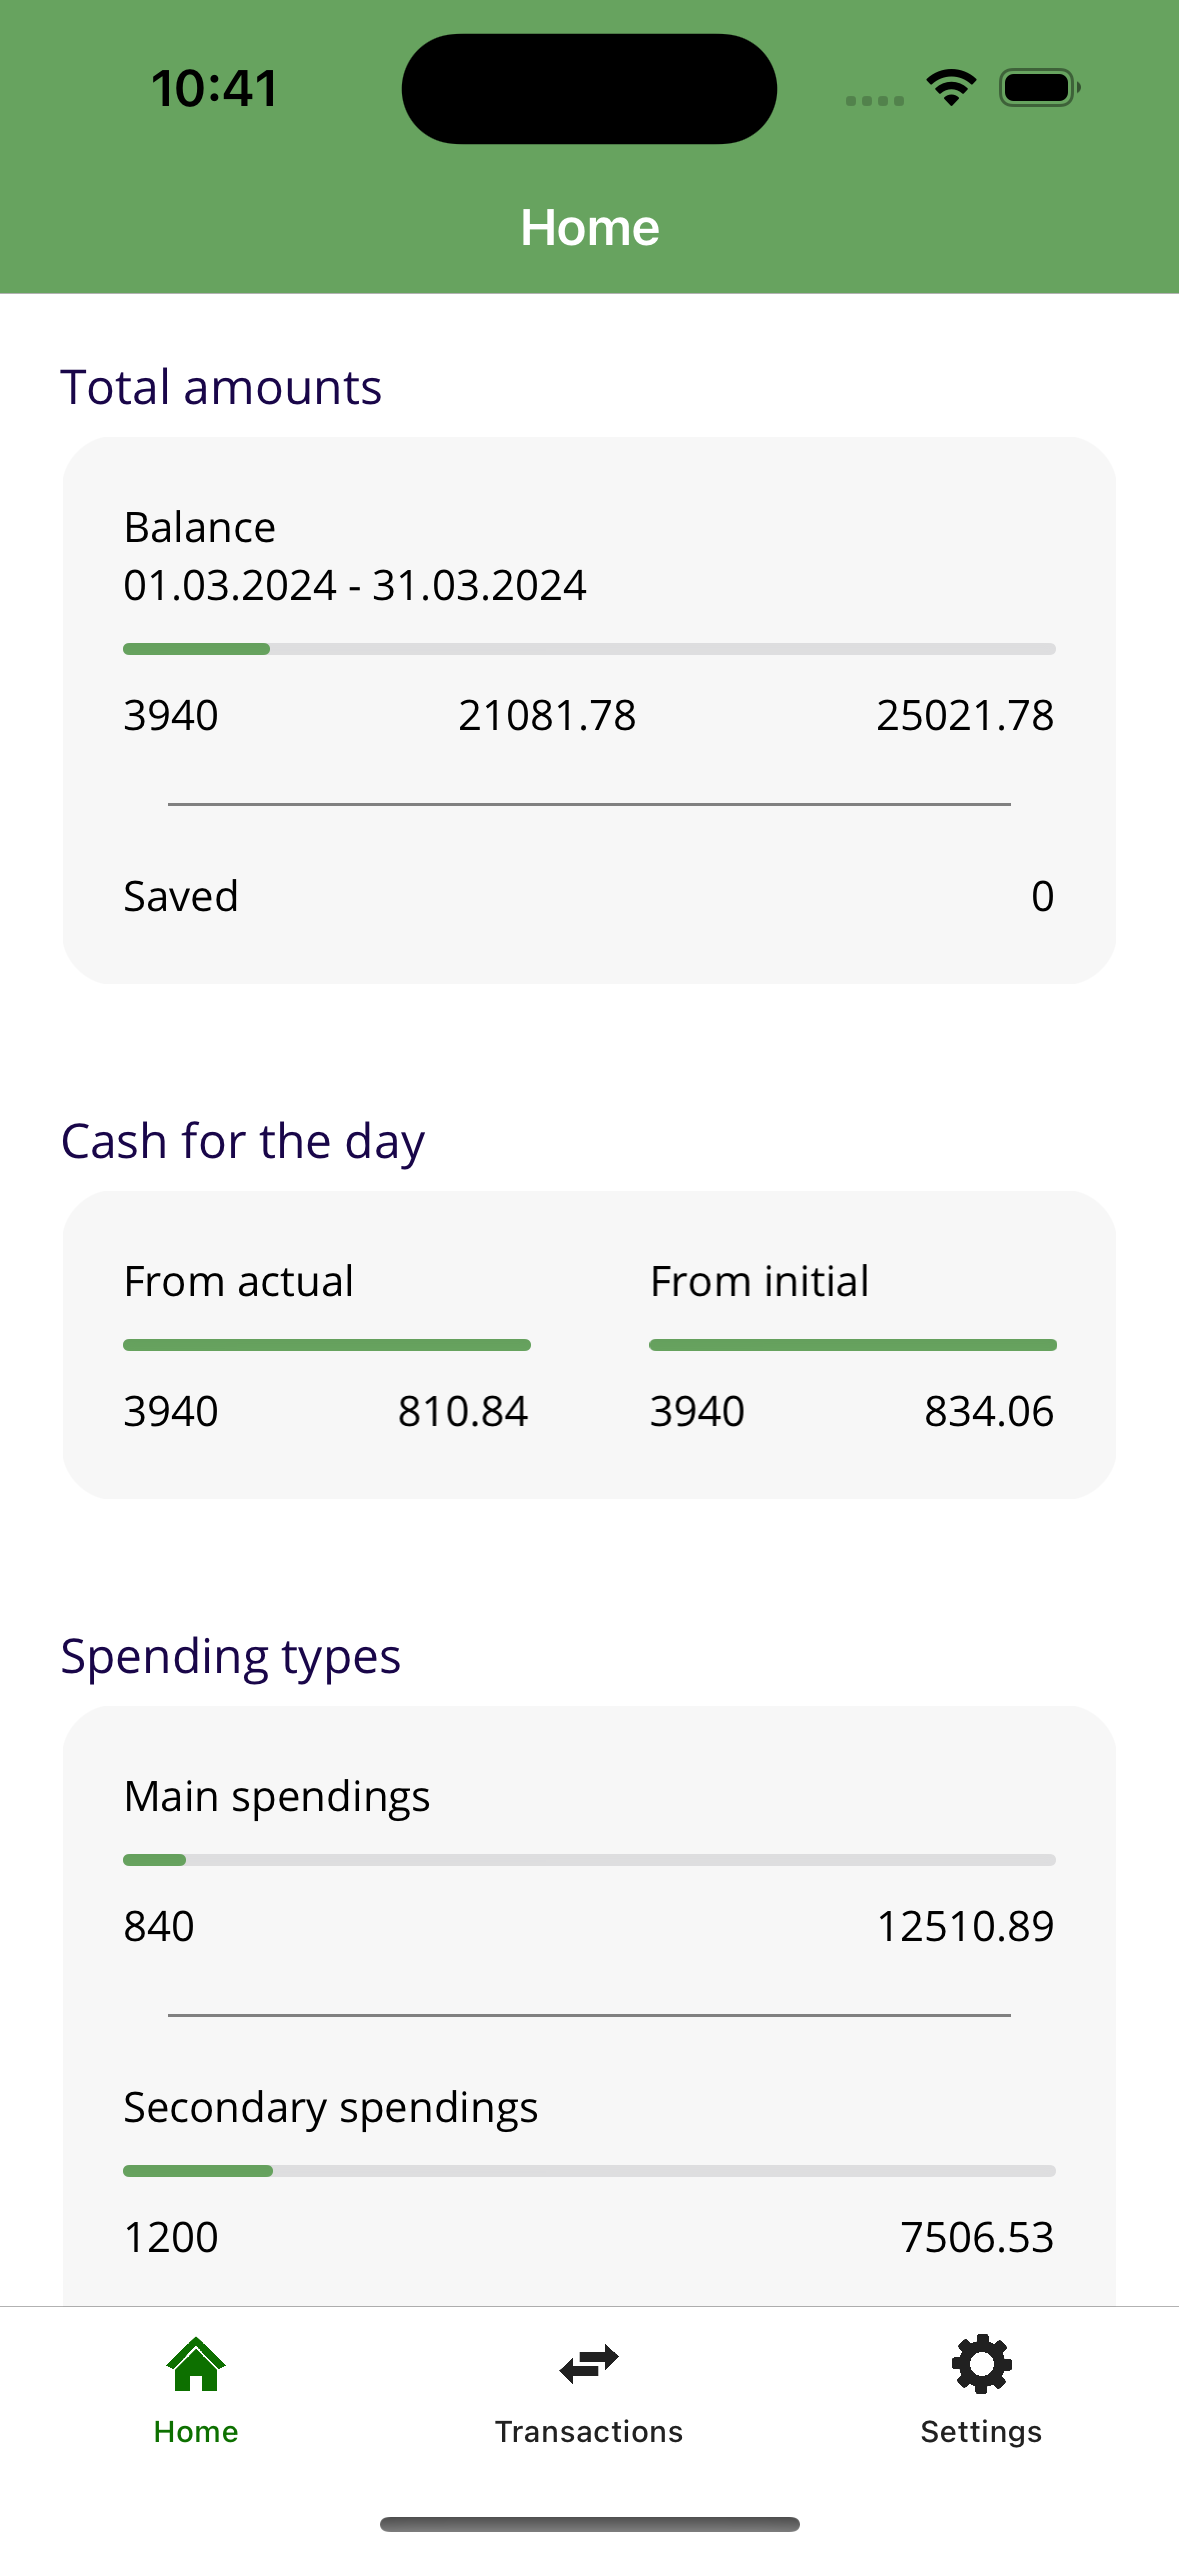 10:41
Home
Total amounts
Balance
01.03.2024 - 31.03.2024
3940 21081.78 25021.78
Saved 0
Cash for the day
From actual From initial
3940 810.84 3940 834.06
Spending types
Main spendings
840 12510.89
Secondary spendings
1200 7506.53
Home Transactions Settings